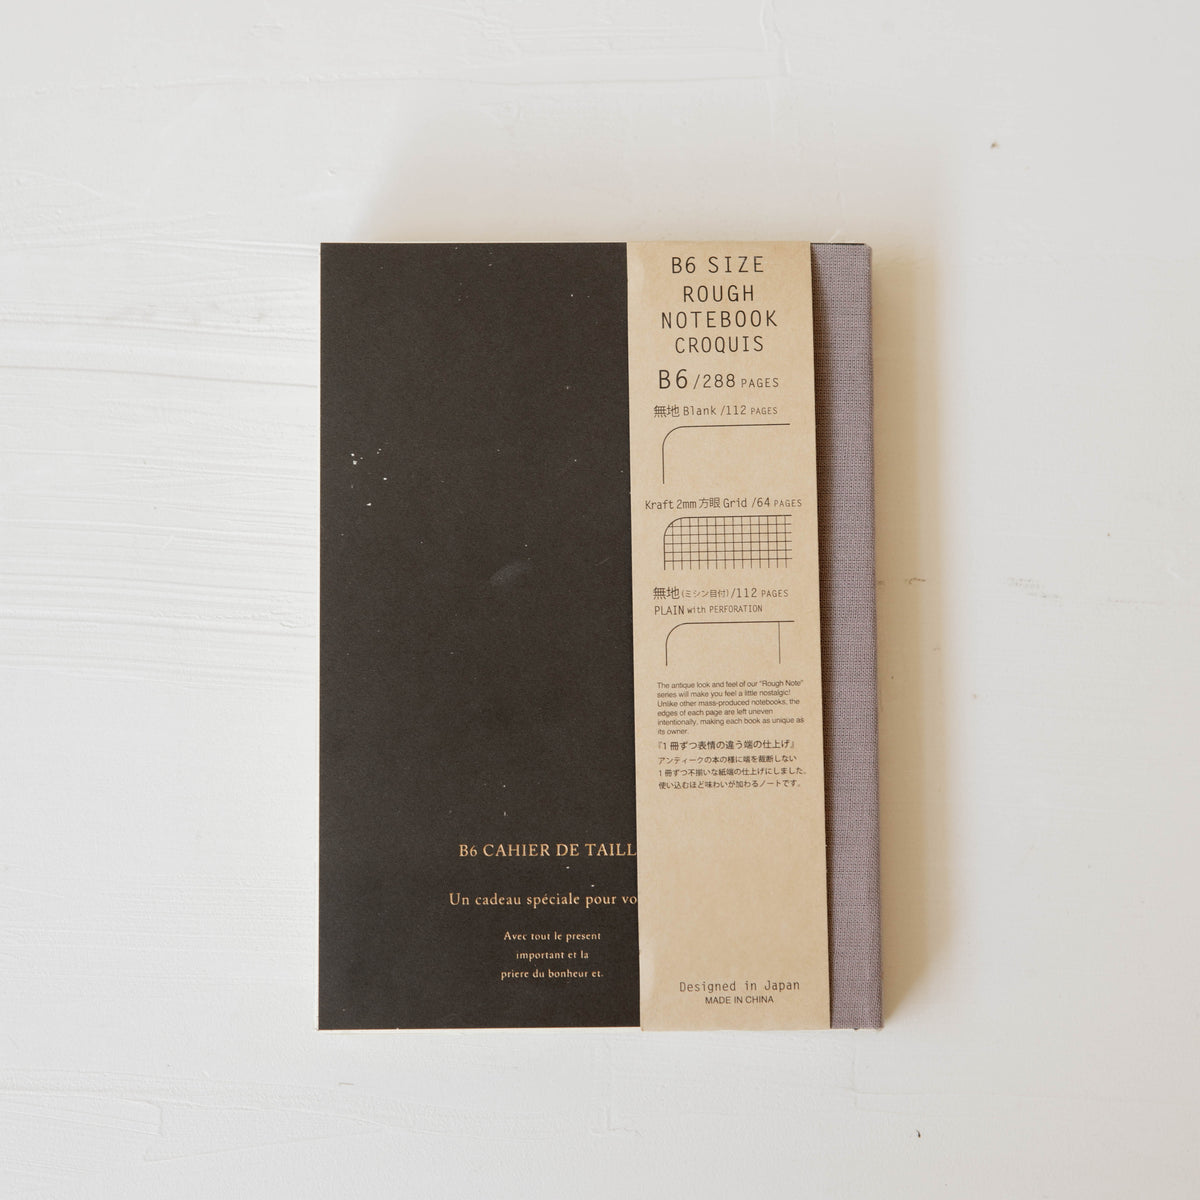 B6 SIZE
ROUGH
NOTEBOOK
CROQUIS
B6/288 PAGES
無地 Blank /112 PAGES
Kraft 2mm 方眼 Grid /64 PAGES
無地(ミシン目付)/112 PAGES
PLAIN with PERFORATION
The antique look and feel of our "Rough Note"
series will make you feel a little nostalgic!
Unlike other mass-produced notebooks, the
edges of each page are left uneven
intentionally, making each book as unique as
its owner.
『1冊ずつ表情の違う端の仕上げ』
アンティークの本の様に端を裁断しない
1冊ずつ不揃いな紙端の仕上げにしました。
使い込むほど味わいが加わるノートです。
Designed in Japan
MADE IN CHINA
B6 CAHIER DE TAILL
Un cadeau spéciale pour vo
Avec tout le present
important et la
priere du bonheur et.